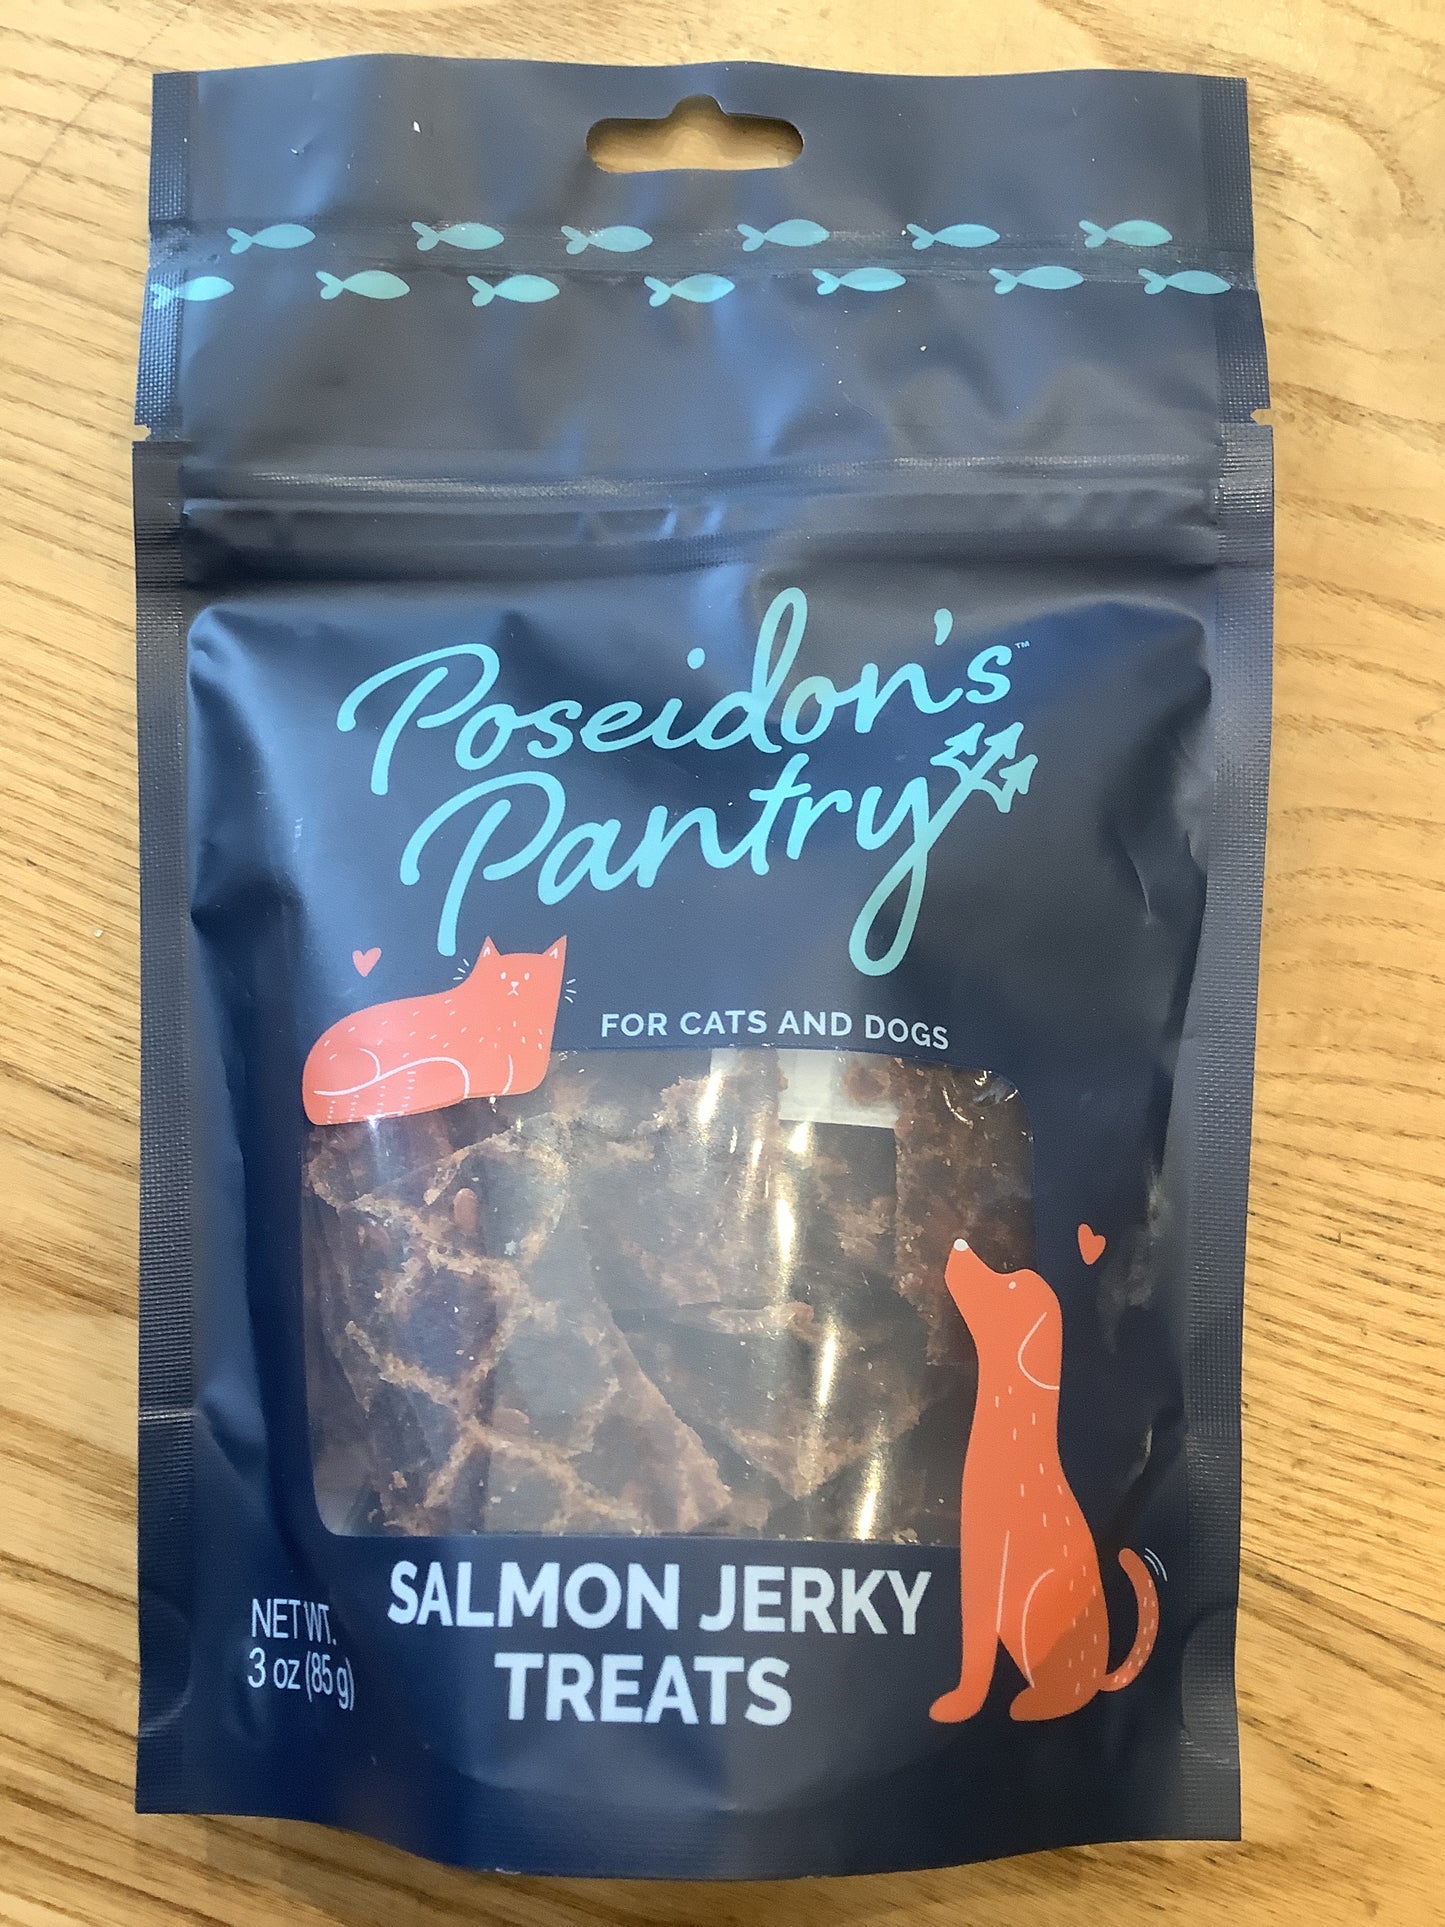 Poseidon's™
Pantry
FOR CATS AND DOGS
SALMON JERKY
TREATS
NET WT.
3 oz (85 g)